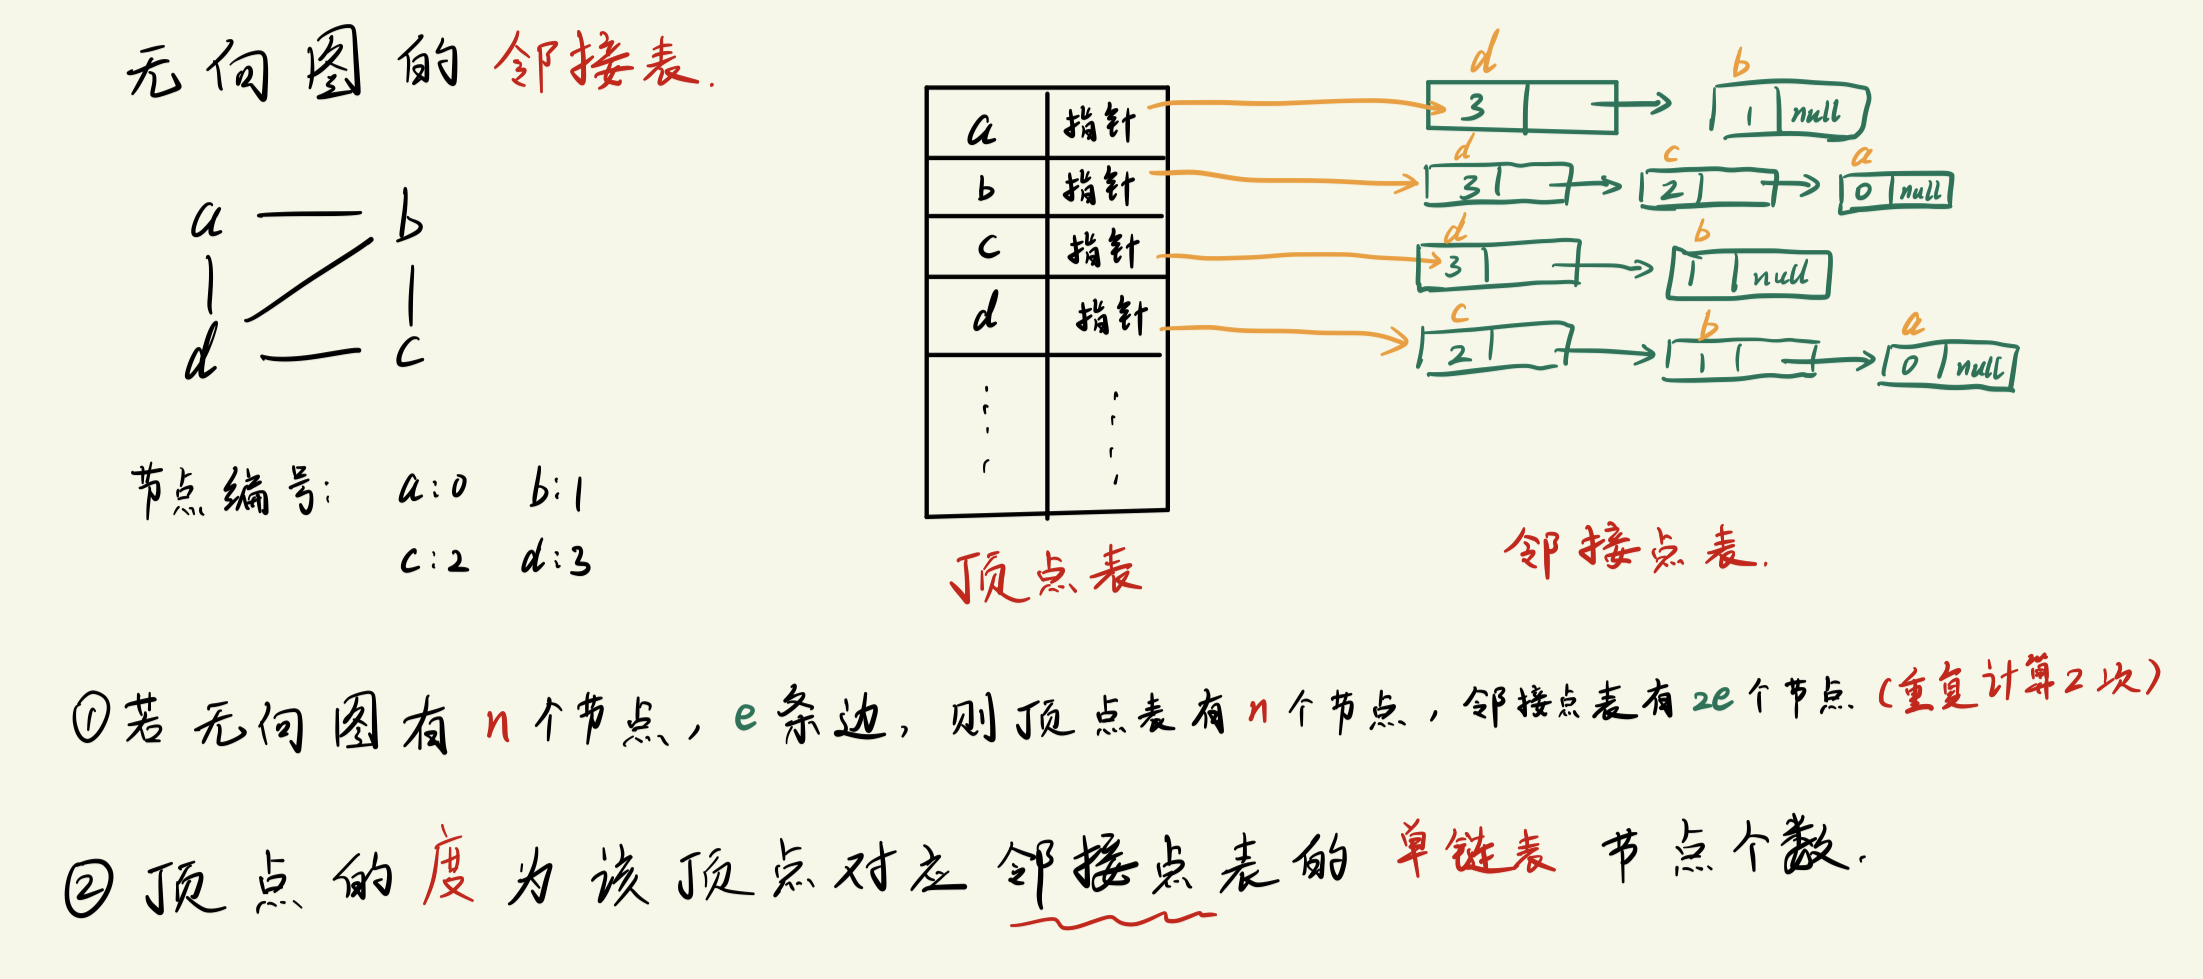 无向图的邻接表.
a b
d c
节点编号: a:0 b:1
c:2 d:3
d b
a 指针 3 1 null
d c a
b 指针 3 2 0 null
d b
c 指针 3 1 null
c b a
d 指针 2 1 0 null
顶点表
邻接点表.
①若无向图有n个节点,e条边,则顶点表有n个节点,邻接点表有2e个节点.(重复计算2次)
②顶点的度为该顶点对应邻接点表的单链表节点个数.